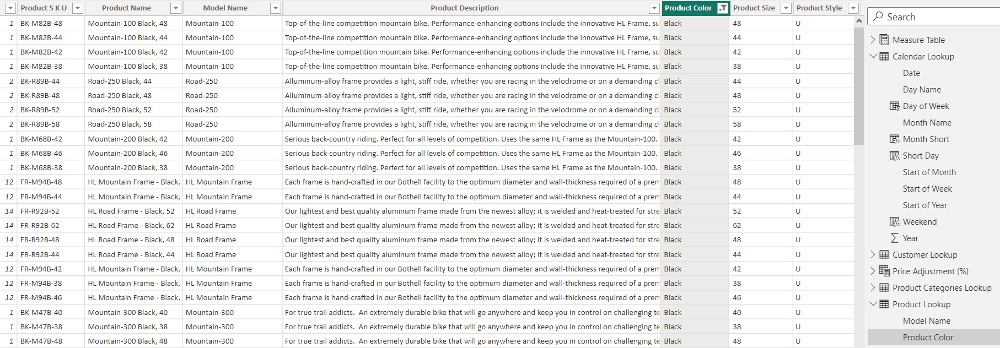 Product S K U Product Name Model Name Product Description Product Color Product Size Product Style
1 BK-M82B-48 Mountain-100 Black, 48 Mountain-100 Top-of-the-line competition mountain bike. Performance-enhancing options include the innovative HL Frame, su Black 48 U
1 BK-M82B-44 Mountain-100 Black, 44 Mountain-100 Top-of-the-line competition mountain bike. Performance-enhancing options include the innovative HL Frame, su Black 44 U
1 BK-M82B-42 Mountain-100 Black, 42 Mountain-100 Top-of-the-line competition mountain bike. Performance-enhancing options include the innovative HL Frame, su Black 42 U
1 BK-M82B-38 Mountain-100 Black, 38 Mountain-100 Top-of-the-line competition mountain bike. Performance-enhancing options include the innovative HL Frame, su Black 38 U
2 BK-R89B-44 Road-250 Black, 44 Road-250 Alluminum-alloy frame provides a light, stiff ride, whether you are racing in the velodrome or on a demanding cl Black 44 U
2 BK-R89B-48 Road-250 Black, 48 Road-250 Alluminum-alloy frame provides a light, stiff ride, whether you are racing in the velodrome or on a demanding cl Black 48 U
2 BK-R89B-52 Road-250 Black, 52 Road-250 Alluminum-alloy frame provides a light, stiff ride, whether you are racing in the velodrome or on a demanding cl Black 52 U
2 BK-R89B-58 Road-250 Black, 58 Road-250 Alluminum-alloy frame provides a light, stiff ride, whether you are racing in the velodrome or on a demanding cl Black 58 U
1 BK-M68B-42 Mountain-200 Black, 42 Mountain-200 Serious back-country riding. Perfect for all levels of competition. Uses the same HL Frame as the Mountain-100. Black 42 U
1 BK-M68B-46 Mountain-200 Black, 46 Mountain-200 Serious back-country riding. Perfect for all levels of competition. Uses the same HL Frame as the Mountain-100. Black 46 U
1 BK-M68B-38 Mountain-200 Black, 38 Mountain-200 Serious back-country riding. Perfect for all levels of competition. Uses the same HL Frame as the Mountain-100. Black 38 U
12 FR-M94B-48 HL Mountain Frame - Black, HL Mountain Frame Each frame is hand-crafted in our Bothell facility to the optimum diameter and wall-thickness required of a prem Black 48 U
12 FR-M94B-44 HL Mountain Frame - Black, HL Mountain Frame Each frame is hand-crafted in our Bothell facility to the optimum diameter and wall-thickness required of a prem Black 44 U
14 FR-R92B-52 HL Road Frame - Black, 52 HL Road Frame Our lightest and best quality aluminum frame made from the newest alloy; it is welded and heat-treated for stre Black 52 U
14 FR-R92B-62 HL Road Frame - Black, 62 HL Road Frame Our lightest and best quality aluminum frame made from the newest alloy; it is welded and heat-treated for stre Black 62 U
14 FR-R92B-48 HL Road Frame - Black, 48 HL Road Frame Our lightest and best quality aluminum frame made from the newest alloy; it is welded and heat-treated for stre Black 48 U
14 FR-R92B-44 HL Road Frame - Black, 44 HL Road Frame Our lightest and best quality aluminum frame made from the newest alloy; it is welded and heat-treated for stre Black 44 U
12 FR-M94B-42 HL Mountain Frame - Black, HL Mountain Frame Each frame is hand-crafted in our Bothell facility to the optimum diameter and wall-thickness required of a prem Black 42 U
12 FR-M94B-38 HL Mountain Frame - Black, HL Mountain Frame Each frame is hand-crafted in our Bothell facility to the optimum diameter and wall-thickness required of a prem Black 38 U
12 FR-M94B-46 HL Mountain Frame - Black, HL Mountain Frame Each frame is hand-crafted in our Bothell facility to the optimum diameter and wall-thickness required of a prem Black 46 U
1 BK-M47B-40 Mountain-300 Black, 40 Mountain-300 For true trail addicts. An extremely durable bike that will go anywhere and keep you in control on challenging te Black 40 U
1 BK-M47B-38 Mountain-300 Black, 38 Mountain-300 For true trail addicts. An extremely durable bike that will go anywhere and keep you in control on challenging te Black 38 U
1 BK-M47B-48 Mountain-300 Black, 48 Mountain-300 For true trail addicts. An extremely durable bike that will go anywhere and keep you in control on challenging te Black 48 U
Search
Measure Table
Calendar Lookup
Date
Day Name
Day of Week
Month Name
Month Short
Short Day
Start of Month
Start of Week
Start of Year
Weekend
Year
Customer Lookup
Price Adjustment (%)
Product Categories Lookup
Product Lookup
Model Name
Product Color